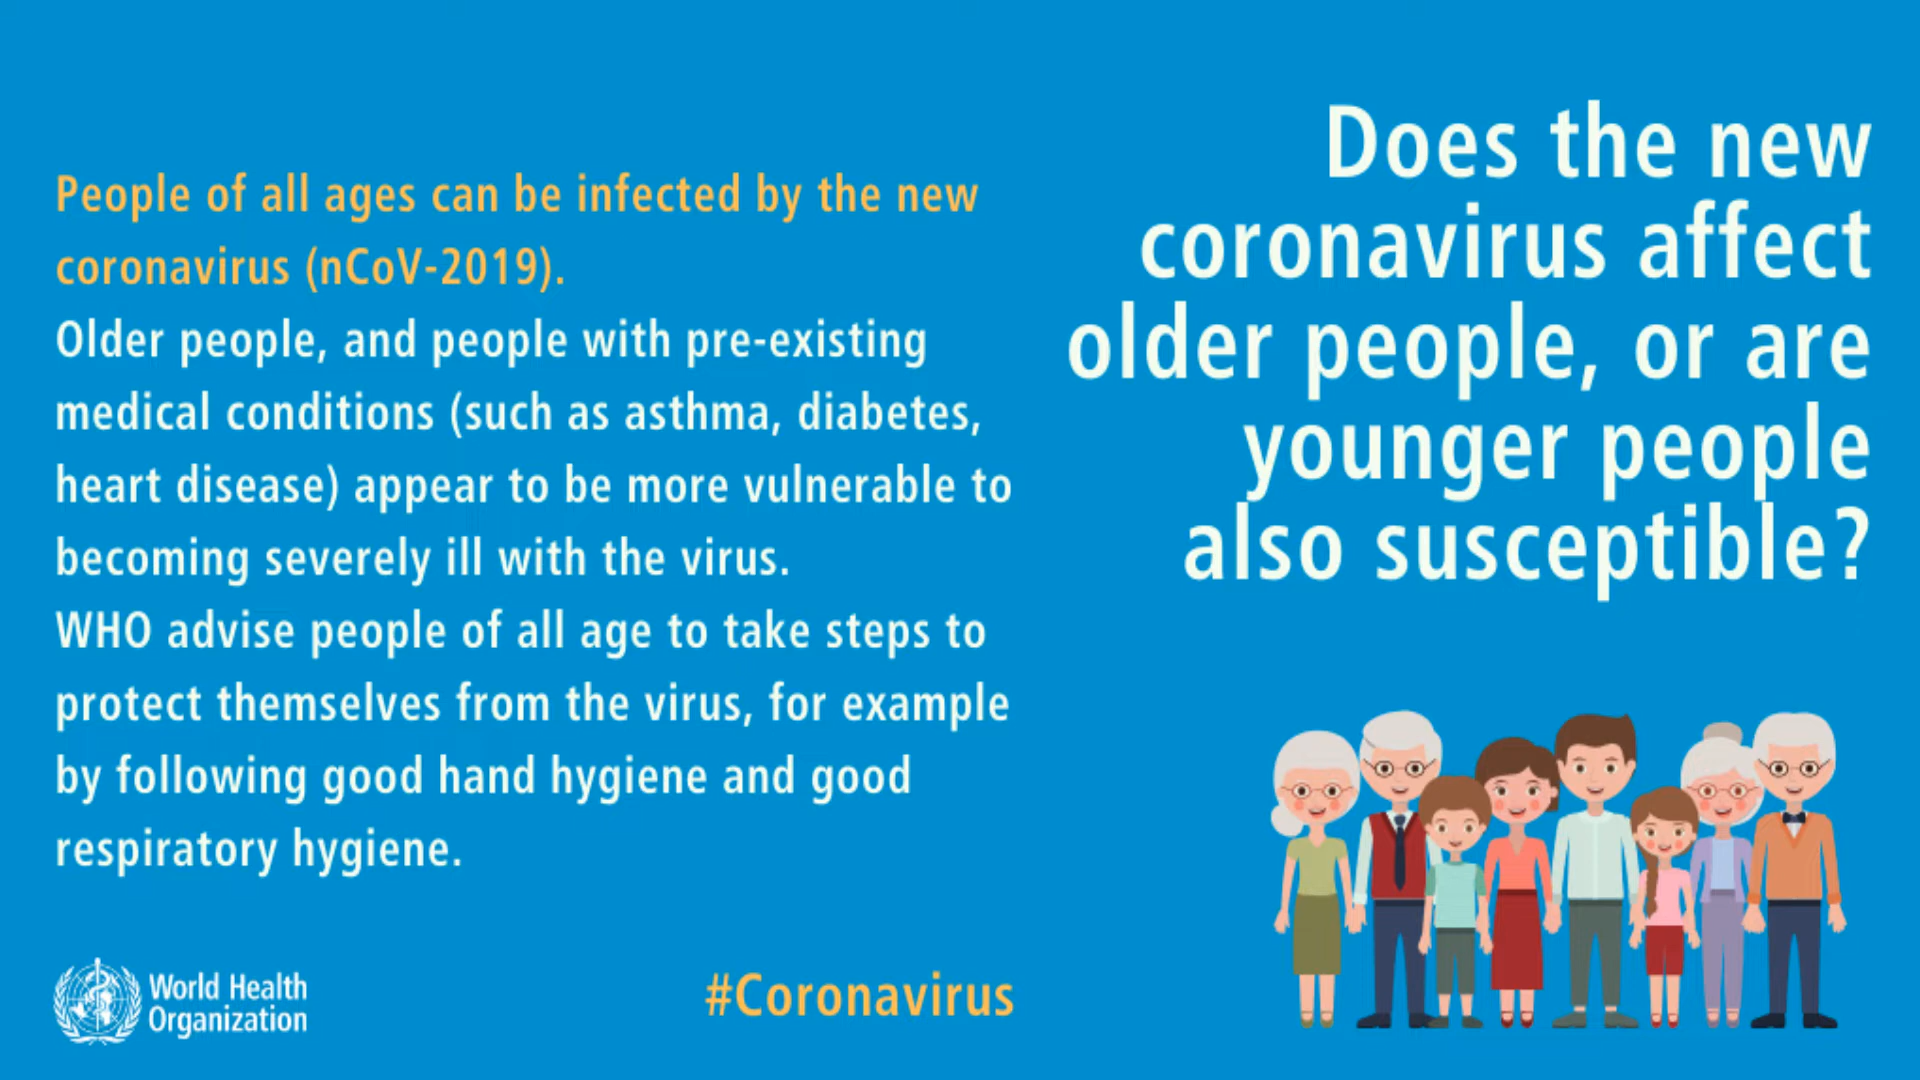 Does the new
coronavirus affect
older people, or are
younger people
also susceptible?
People of all ages can be infected by the new
coronavirus (nCoV-2019).
Older people, and people with pre-existing
medical conditions (such as asthma, diabetes,
heart disease) appear to be more vulnerable to
becoming severely ill with the virus.
WHO advise people of all age to take steps to
protect themselves from the virus, for example
by following good hand hygiene and good
respiratory hygiene.
World Health
Organization
#Coronavirus